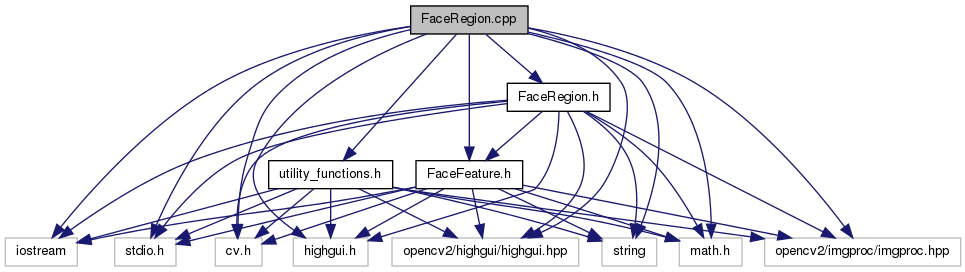 FaceRegion.cpp
FaceRegion.h
utility_functions.h
FaceFeature.h
iostream
stdio.h
cv.h
highgui.h
opencv2/highgui/highgui.hpp
string
math.h
opencv2/imgproc/imgproc.hpp